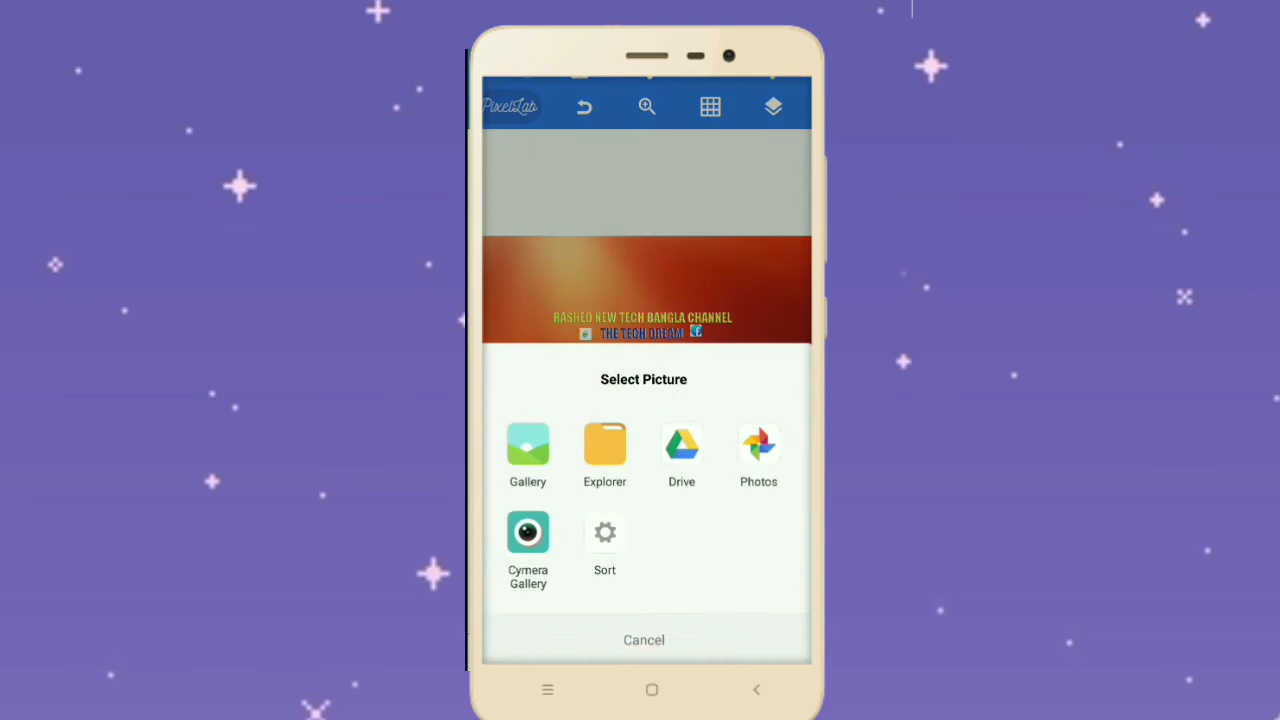 PixelLab
RASHED NEW TECH BANGLA CHANNEL
THE TECH DREAM
Select Picture
Gallery Explorer Drive Photos
Cymera Gallery Sort
Cancel